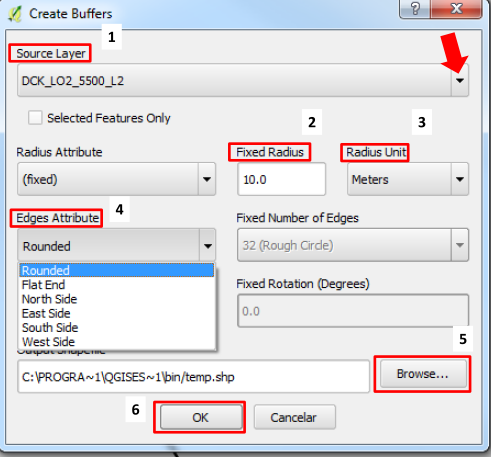 Create Buffers
?
X
1
Source Layer
DCK_LO2_5500_L2
Selected Features Only
2
3
Radius Attribute
Fixed Radius
Radius Unit
(fixed)
10.0
Meters
4
Edges Attribute
Fixed Number of Edges
Rounded
32 (Rough Circle)
Rounded
Flat End
North Side
East Side
South Side
West Side
Fixed Rotation (Degrees)
0.0
Output Shapefile
5
C:\PROGRA~1\QGISES~1\bin/temp.shp
Browse...
6
OK
Cancelar